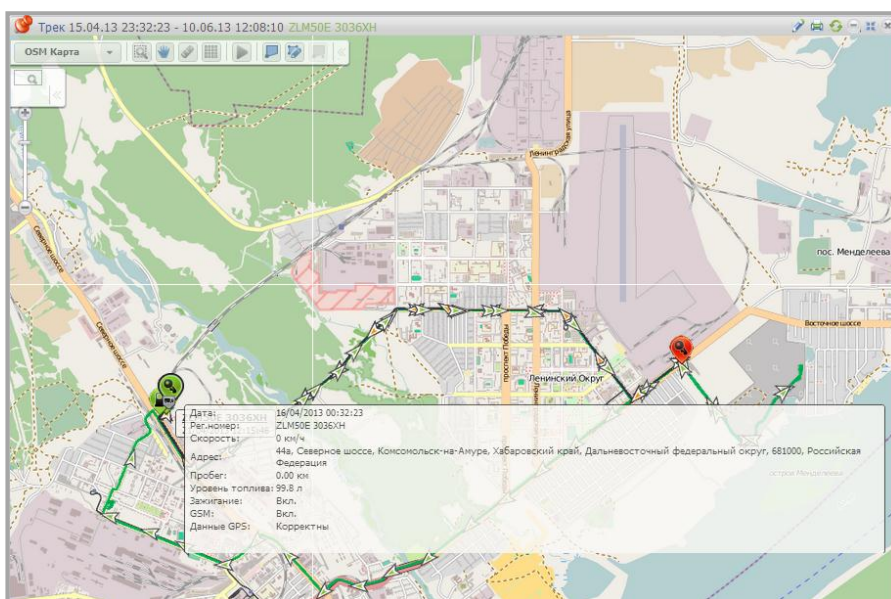 Трек 15.04.13 23:32:23 - 10.06.13 12:08:10 ZLM50E 3036XH
OSM Карта
Ленинградская улица
Северное шоссе
пос. Менделеева
Восточное шоссе
Северное шоссе
проспект Победы
Ленинский Округ
Дата: 16/04/2013 00:32:23
Рег.номер: ZLM50E 3036XH
Скорость: 0 км/ч
Адрес: 44а, Северное шоссе, Комсомольск-на-Амуре, Хабаровский край, Дальневосточный федеральный округ, 681000, Российская
Федерация
Пробег: 0.00 км
Уровень топлива: 99.8 л
Зажигание: Вкл.
GSM: Вкл.
Данные GPS: Корректны
остров Менделеева